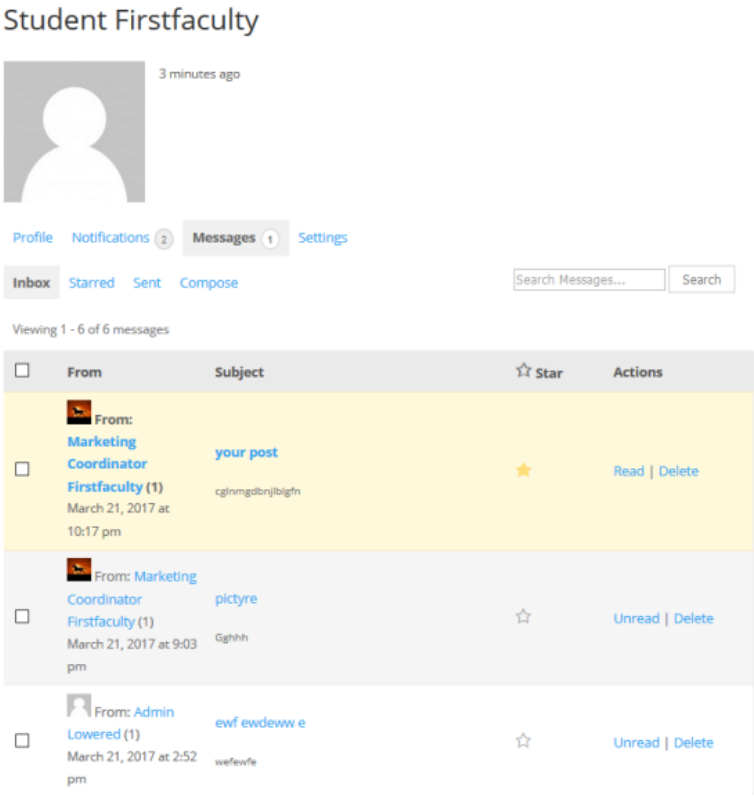 Student Firstfaculty
3 minutes ago
Profile Notifications 2 Messages 1 Settings
Inbox Starred Sent Compose Search Messages... Search
Viewing 1 - 6 of 6 messages
From Subject Star Actions
From:
Marketing
Coordinator
Firstfaculty (1)
March 21, 2017 at
10:17 pm
your post
cglnmgdbnjlblgfn
Read | Delete
From: Marketing
Coordinator
Firstfaculty (1)
March 21, 2017 at 9:03
pm
pictyre
Gghhh
Unread | Delete
From: Admin
Lowered (1)
March 21, 2017 at 2:52
pm
ewf ewdeww e
wefewfe
Unread | Delete